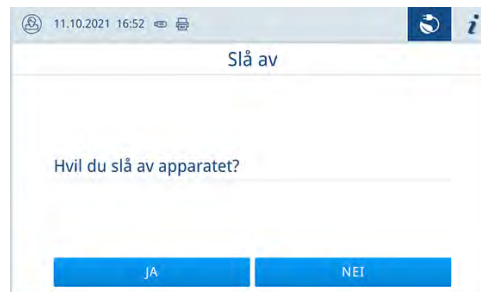 11.10.2021 16:52
i
Slå av
Hvil du slå av apparatet?
JA
NEI